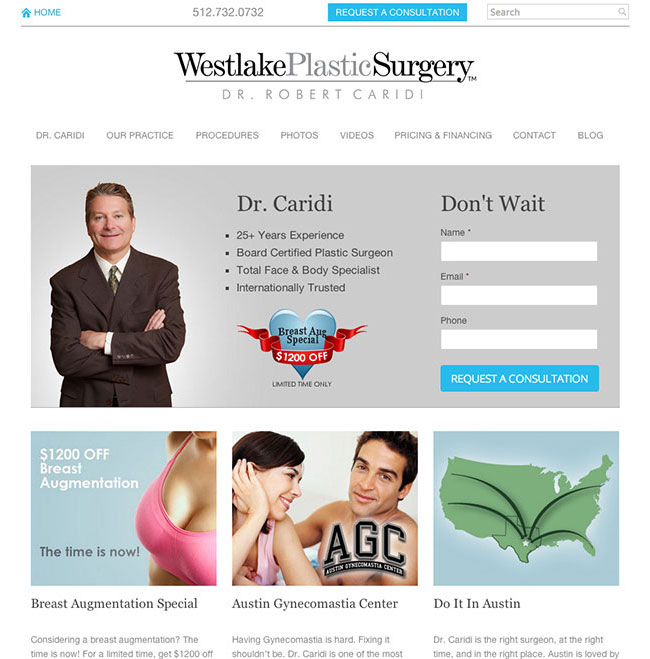 HOME
512.732.0732
REQUEST A CONSULTATION
Search
WestlakePlasticSurgery™
DR. ROBERT CARIDI
DR. CARIDI OUR PRACTICE PROCEDURES PHOTOS VIDEOS PRICING & FINANCING CONTACT BLOG
Dr. Caridi
25+ Years Experience
Board Certified Plastic Surgeon
Total Face & Body Specialist
Internationally Trusted
Breast Aug
Special
$1200 OFF
LIMITED TIME ONLY
Don't Wait
Name *
Email *
Phone
REQUEST A CONSULTATION
$1200 OFF
Breast
Augmentation
The time is now!
AGC
AUSTIN GYNECOMASTIA CENTER
Breast Augmentation Special
Considering a breast augmentation? The
time is now! For a limited time, get $1200 off
Austin Gynecomastia Center
Having Gynecomastia is hard. Fixing it
shouldn't be. Dr. Caridi is one of the most
Do It In Austin
Dr. Caridi is the right surgeon, at the right
time, and in the right place. Austin is loved by